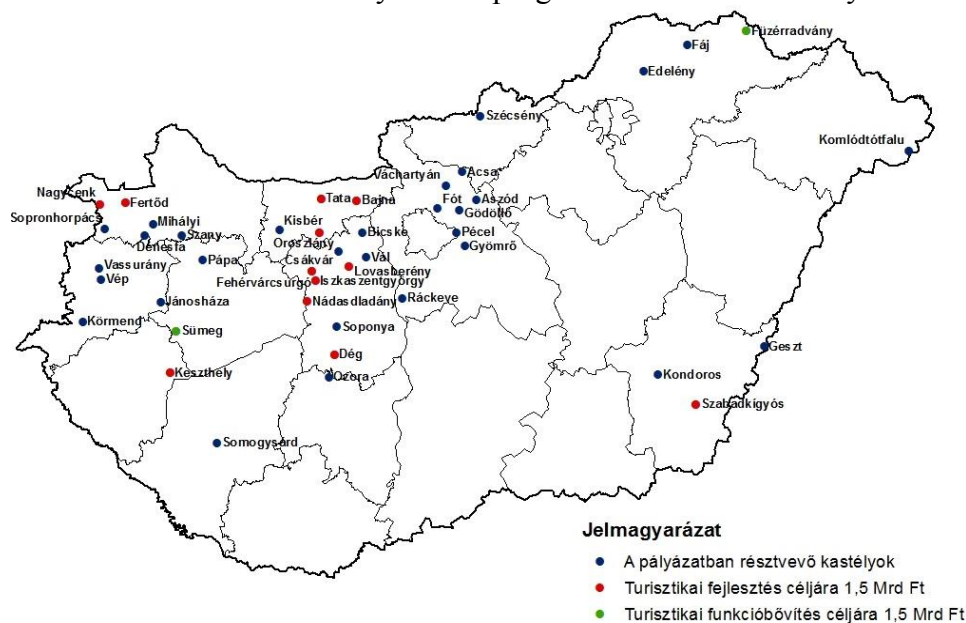 Füzérradvány
Fáj
Edelény
Szécsény
Komlódtótfalu
Acsa
Váchartyán
Nagycenk
Fertőd
Tata
Bajna
Aszód
Fót
Gödöllő
Sopronhorpács
Mihályi
Kisbér
Szany
Oroszlány
Bicske
Pécel
Dénesfa
Gyömrő
Vassurány
Pápa
Csákvár
Vál
Vép
Lovasberény
Fehérvárcsurgó
Iszkaszentgyörgy
Jánosháza
Nádasdladány
Ráckeve
Körmend
Sümeg
Soponya
Geszt
Dég
Keszthely
Ozora
Kondoros
Szabadkígyós
Somogysárd
Jelmagyarázat
A pályázatban résztvevő kastélyok
Turisztikai fejlesztés céljára 1,5 Mrd Ft
Turisztikai funkcióbővítés céljára 1,5 Mrd Ft